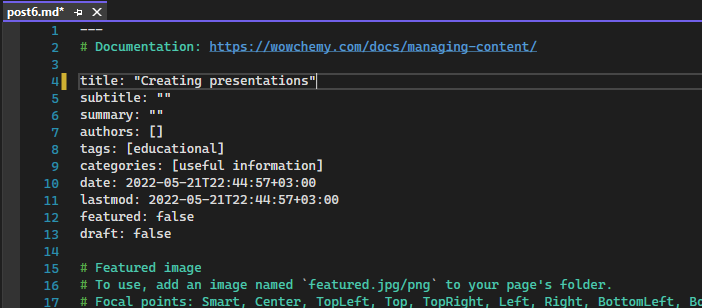 post6.md*
1 ---
2 # Documentation: https://wowchemy.com/docs/managing-content/
3
4 title: "Creating presentations"
5 subtitle: ""
6 summary: ""
7 authors: []
8 tags: [educational]
9 categories: [useful information]
10 date: 2022-05-21T22:44:57+03:00
11 lastmod: 2022-05-21T22:44:57+03:00
12 featured: false
13 draft: false
14
15 # Featured image
16 # To use, add an image named `featured.jpg/png` to your page's folder.
17 # Focal points: Smart, Center, TopLeft, Top, TopRight, Left, Right, BottomLeft, Bo